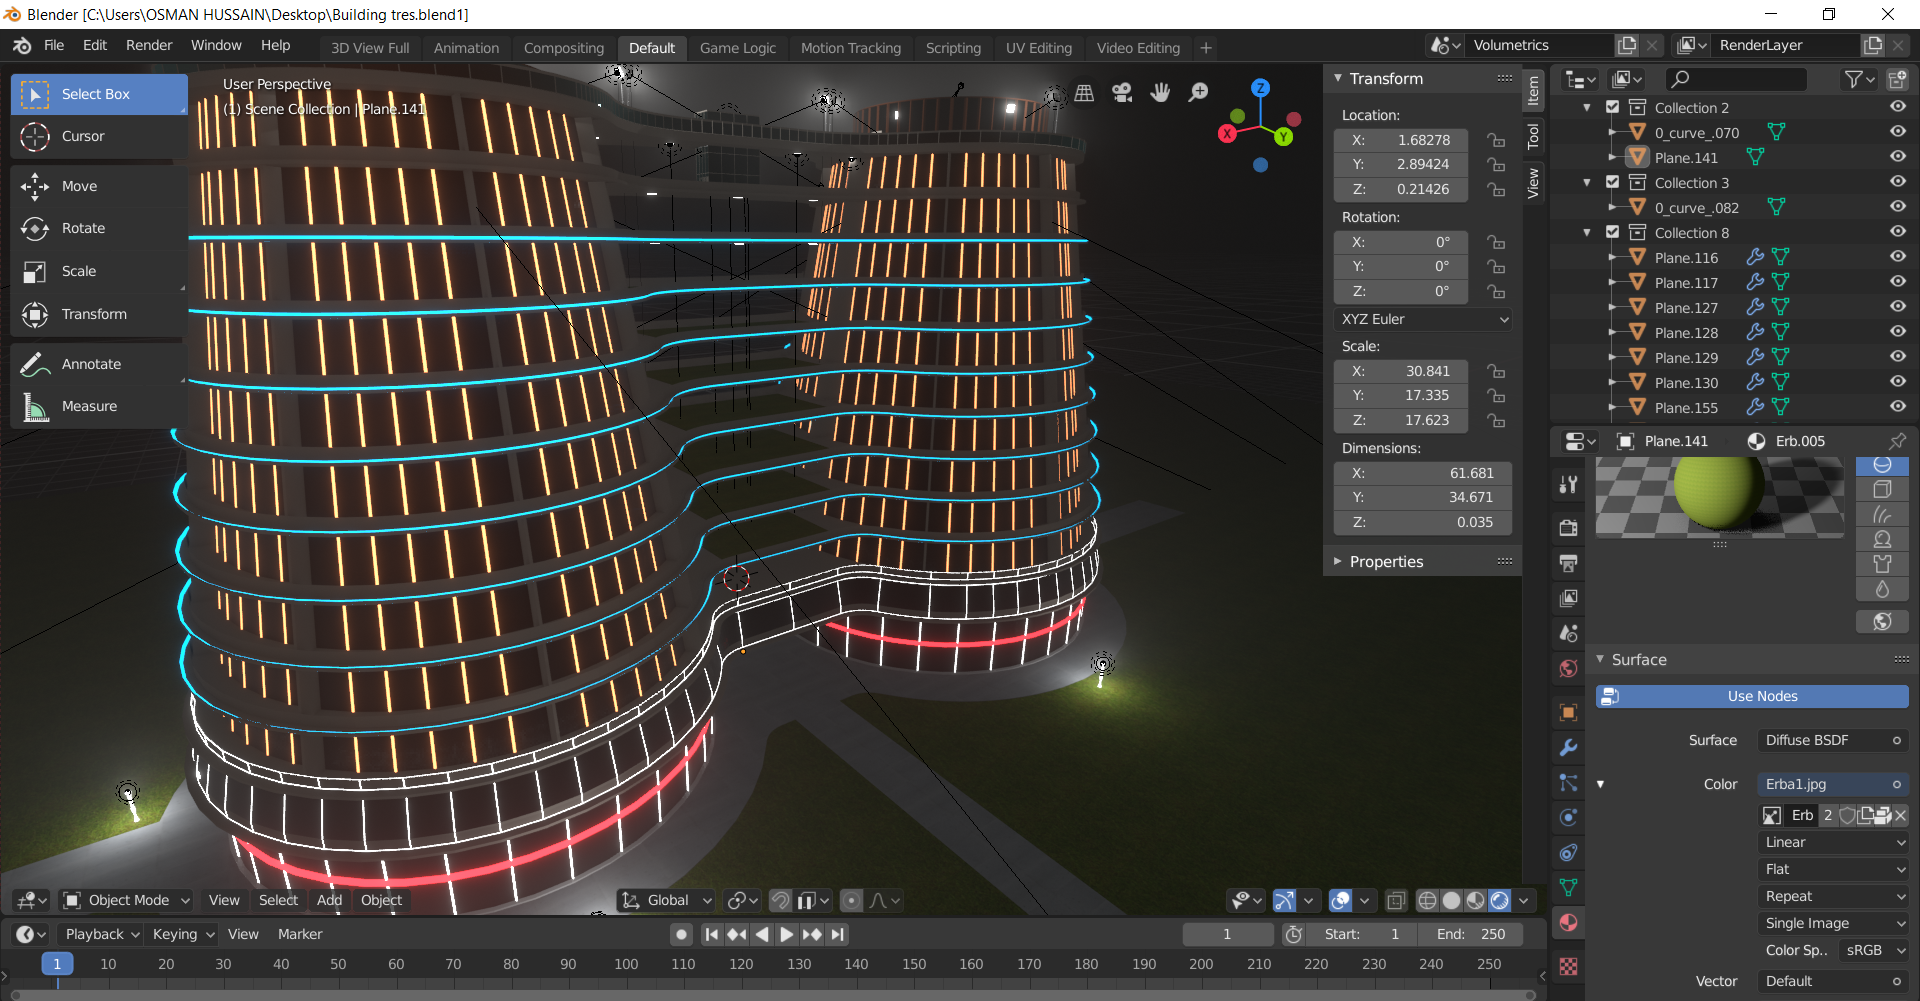 Blender [C:\Users\OSMAN HUSSAIN\Desktop\Building tres.blend1]
File Edit Render Window Help 3D View Full Animation Compositing Default Game Logic Motion Tracking Scripting UV Editing Video Editing + Volumetrics RenderLayer
Select Box
Cursor
Move
Rotate
Scale
Transform
Annotate
Measure
User Perspective
(1) Scene Collection | Plane.141
Z
X
Y
Transform
Location:
X: 1.68278
Y: 2.89424
Z: 0.21426
Rotation:
X: 0°
Y: 0°
Z: 0°
XYZ Euler
Scale:
X: 30.841
Y: 17.335
Z: 17.623
Dimensions:
X: 61.681
Y: 34.671
Z: 0.035
Properties
Item
Tool
View
Collection 2
0_curve_.070
Plane.141
Collection 3
0_curve_.082
Collection 8
Plane.116
Plane.117
Plane.127
Plane.128
Plane.129
Plane.130
Plane.155
Plane.141 Erb.005
Surface
Use Nodes
Surface Diffuse BSDF
Color Erba1.jpg
Erb 2
Linear
Flat
Repeat
Single Image
Color Sp.. sRGB
Vector Default
Object Mode View Select Add Object Global
Playback Keying View Marker 1 Start: 1 End: 250
1 10 20 30 40 50 60 70 80 90 100 110 120 130 140 150 160 170 180 190 200 210 220 230 240 250